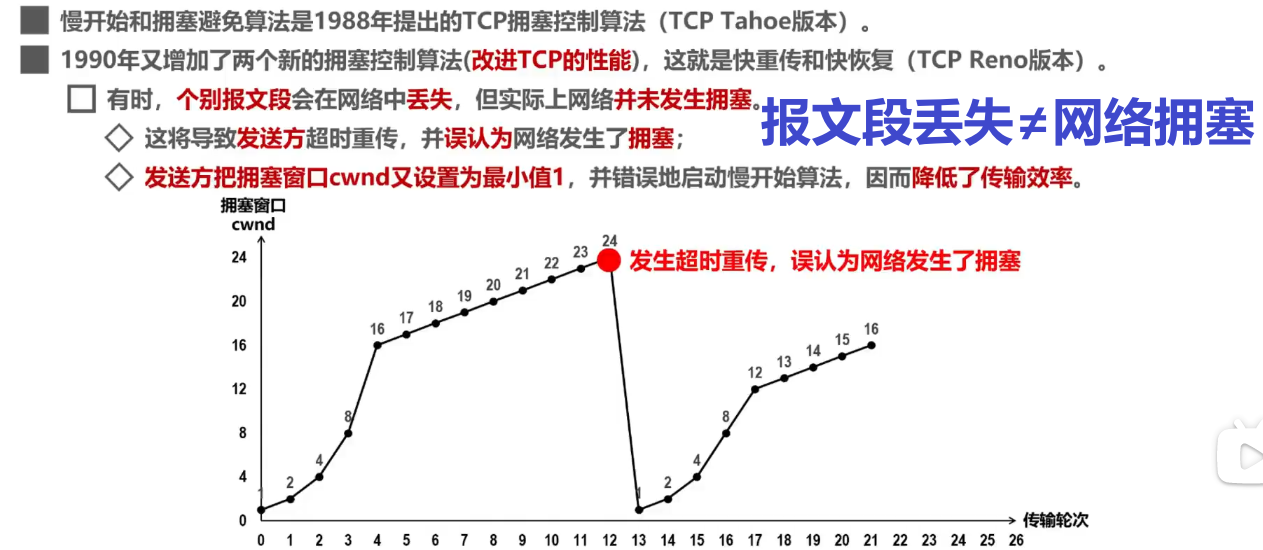 慢开始和拥塞避免算法是1988年提出的TCP拥塞控制算法（TCP Tahoe版本）。
1990年又增加了两个新的拥塞控制算法(改进TCP的性能)，这就是快重传和快恢复（TCP Reno版本）。
有时，个别报文段会在网络中丢失，但实际上网络并未发生拥塞。
报文段丢失≠网络拥塞
这将导致发送方超时重传，并误认为网络发生了拥塞；
发送方把拥塞窗口cwnd又设置为最小值1，并错误地启动慢开始算法，因而降低了传输效率。
拥塞窗口
cwnd
24
20
16
12
8
4
0
1 2 4 8 16 17 18 19 20 21 22 23 24
发生超时重传，误认为网络发生了拥塞
1 2 4 8 12 13 14 15 16
传输轮次
0 1 2 3 4 5 6 7 8 9 10 11 12 13 14 15 16 17 18 19 20 21 22 23 24 25 26